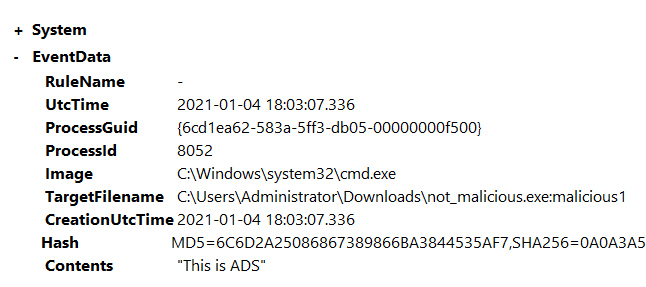 + System
- EventData
RuleName -
UtcTime 2021-01-04 18:03:07.336
ProcessGuid {6cd1ea62-583a-5ff3-db05-00000000f500}
ProcessId 8052
Image C:\Windows\system32\cmd.exe
TargetFilename C:\Users\Administrator\Downloads\not_malicious.exe:malicious1
CreationUtcTime 2021-01-04 18:03:07.336
Hash MD5=6C6D2A25086867389866BA3844535AF7,SHA256=0A0A3A5
Contents "This is ADS"